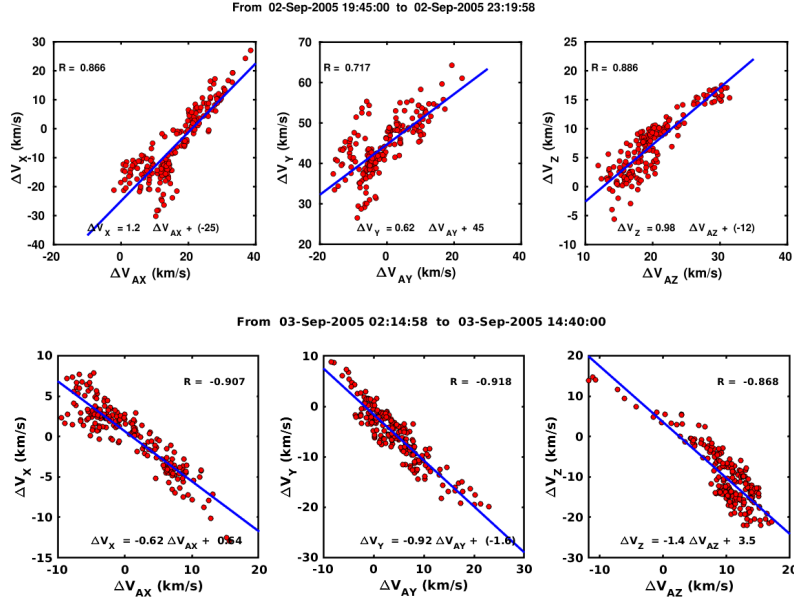 From 02-Sep-2005 19:45:00 to 02-Sep-2005 23:19:58
30
20
10
0
-10
-20
-30
-40
R = 0.866
ΔV_X (km/s)
ΔV_X = 1.2 ΔV_AX + (-25)
-20 0 20 40
ΔV_AX (km/s)
80
70
60
50
40
30
20
R = 0.717
ΔV_Y (km/s)
ΔV_Y = 0.62 ΔV_AY + 45
-20 0 20 40
ΔV_AY (km/s)
25
20
15
10
5
0
-5
-10
R = 0.886
ΔV_Z (km/s)
ΔV_Z = 0.98 ΔV_AZ + (-12)
10 20 30 40
ΔV_AZ (km/s)
From 03-Sep-2005 02:14:58 to 03-Sep-2005 14:40:00
10
5
0
-5
-10
-15
R = -0.907
ΔV_X (km/s)
ΔV_X = -0.62 ΔV_AX + 0.64
-10 0 10 20
ΔV_AX (km/s)
10
0
-10
-20
-30
R = -0.918
ΔV_Y (km/s)
ΔV_Y = -0.92 ΔV_AY + (-1.6)
-10 0 10 20 30
ΔV_AY (km/s)
20
10
0
-10
-20
-30
R = -0.868
ΔV_Z (km/s)
ΔV_Z = -1.4 ΔV_AZ + 3.5
-10 0 10 20
ΔV_AZ (km/s)